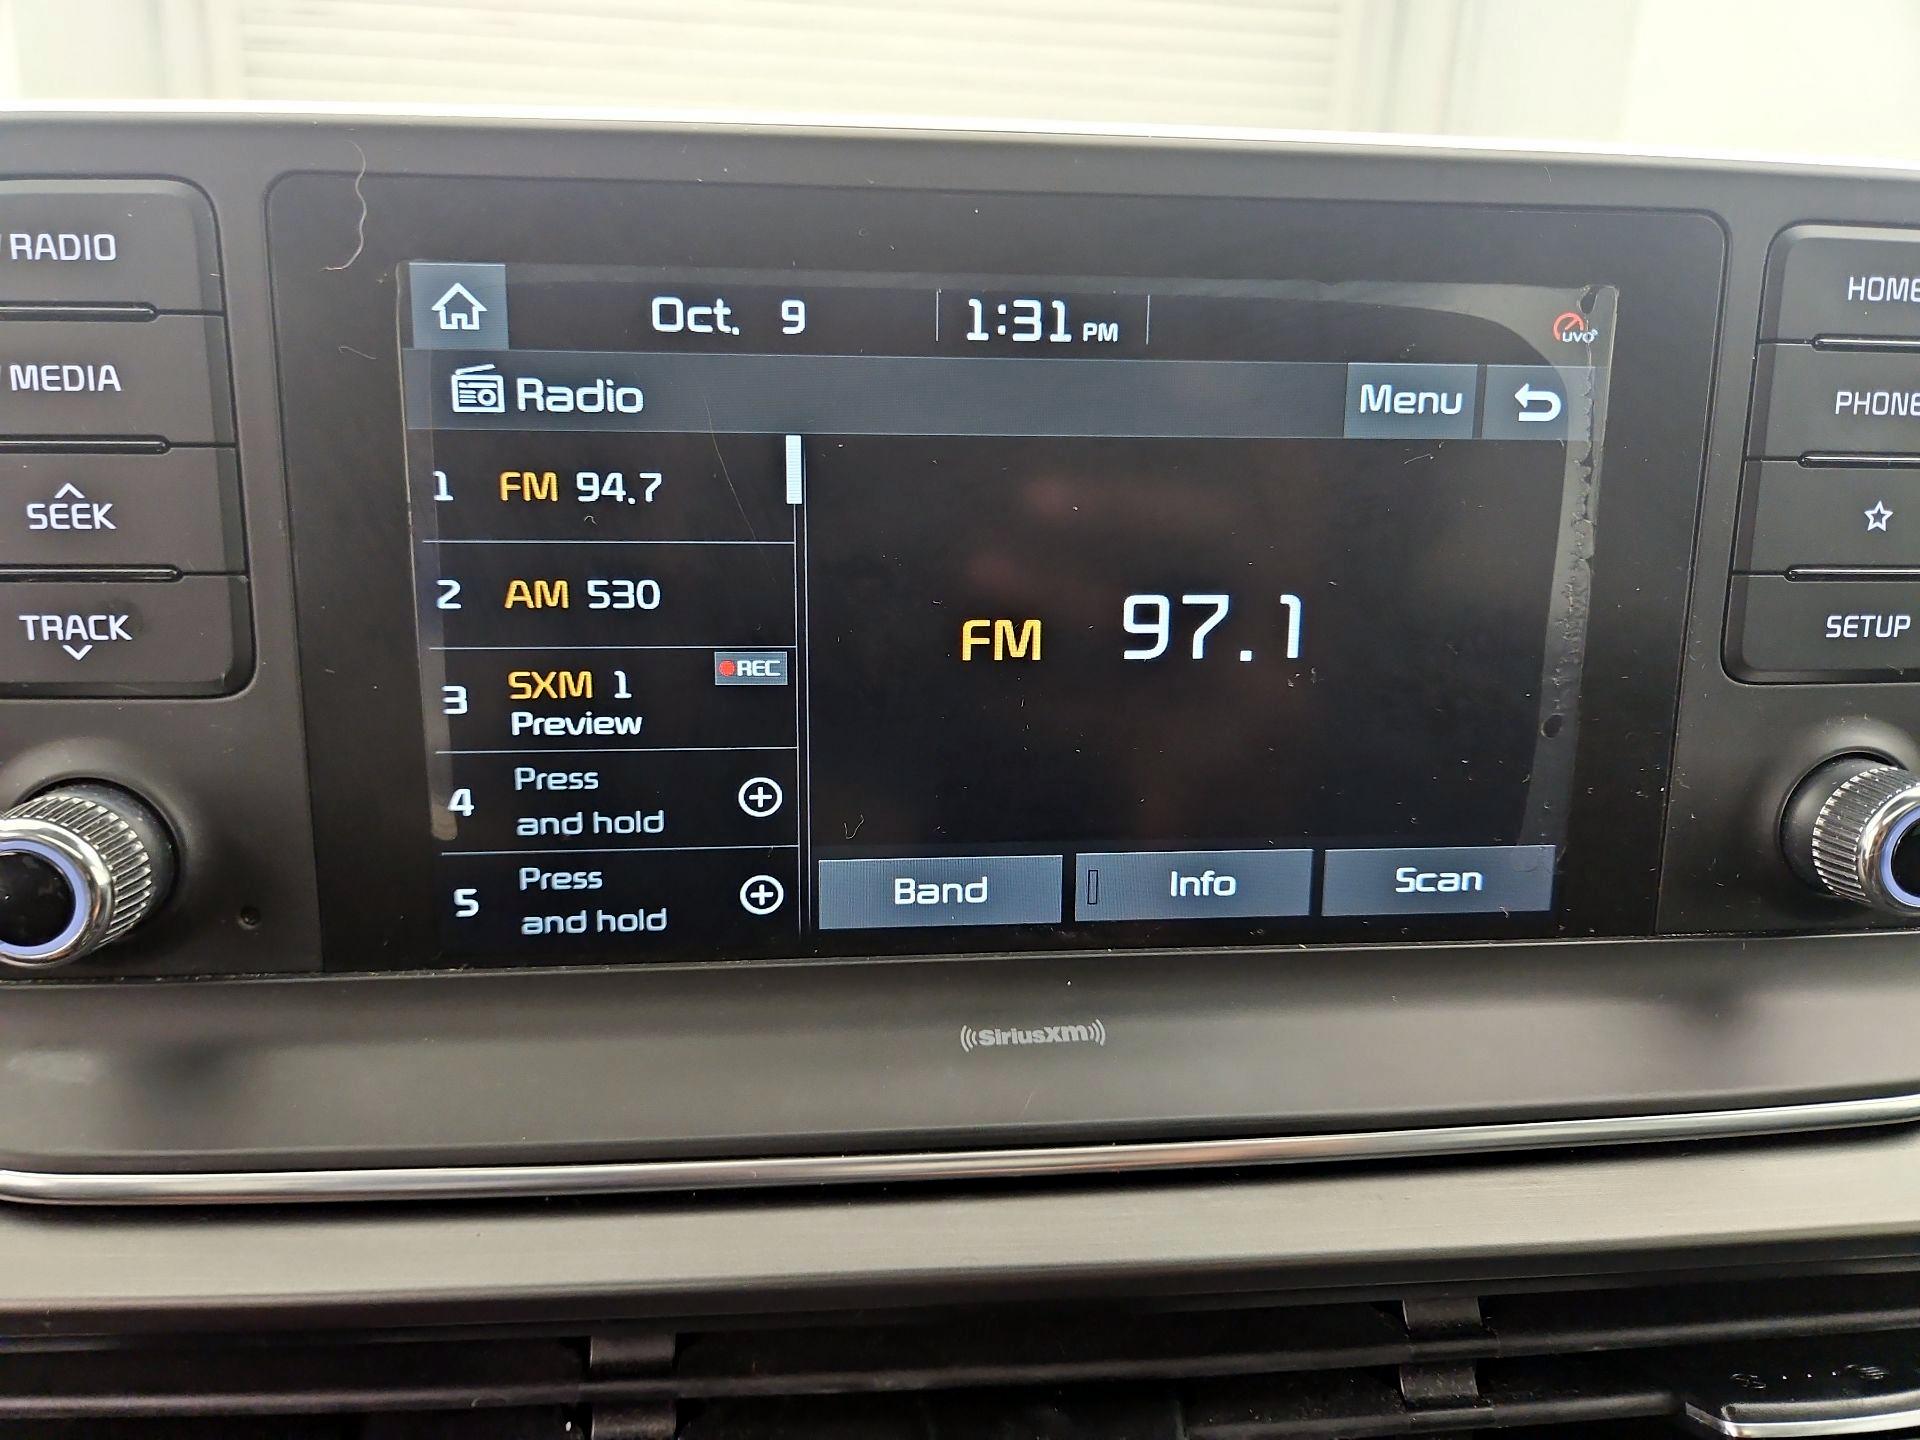 RADIO
MEDIA
SEEK
TRACK
Oct. 9 1:31 PM UVO
Radio Menu
1 FM 94.7
2 AM 530
3 SXM 1 REC
Preview
4 Press
and hold
5 Press
and hold
FM 97.1
Band Info Scan
HOME
PHONE
SETUP
SiriusXM